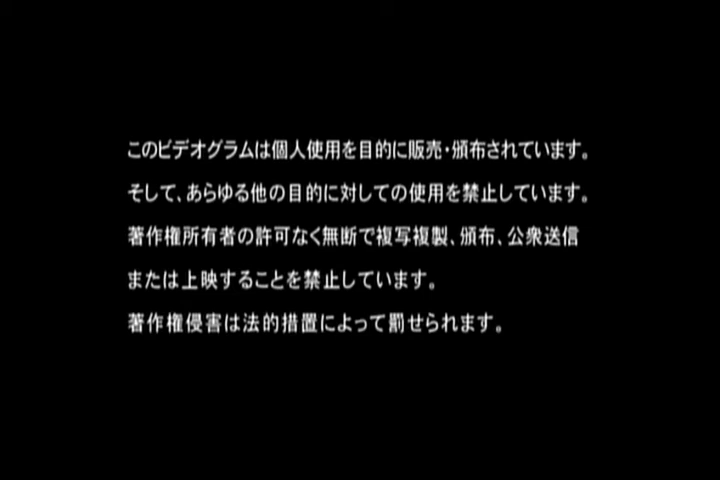 このビデオグラムは個人使用を目的に販売・頒布されています。
そして、あらゆる他の目的に対しての使用を禁止しています。
著作権所有者の許可なく無断で複写複製、頒布、公衆送信
または上映することを禁止しています。
著作権侵害は法的措置によって罰せられます。